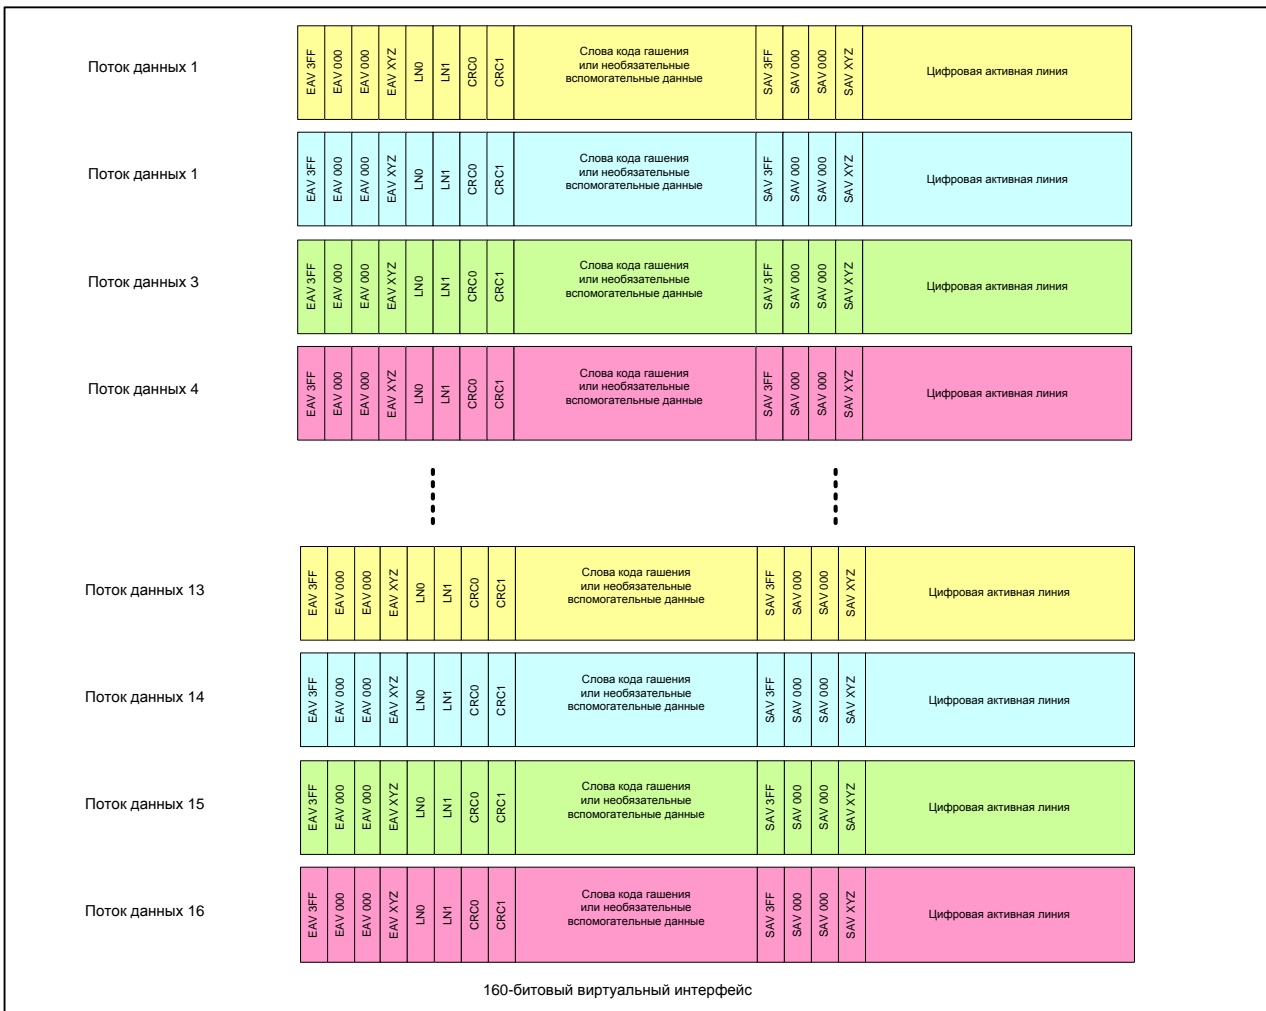 Поток данных 1
EAV 3FF
EAV 000
EAV 000
EAV XYZ
LN0
LN1
CRC0
CRC1
Слова кода гашения
или необязательные
вспомогательные данные
SAV 3FF
SAV 000
SAV 000
SAV XYZ
Цифровая активная линия
Поток данных 1
EAV 3FF
EAV 000
EAV 000
EAV XYZ
LN0
LN1
CRC0
CRC1
Слова кода гашения
или необязательные
вспомогательные данные
SAV 3FF
SAV 000
SAV 000
SAV XYZ
Цифровая активная линия
Поток данных 3
EAV 3FF
EAV 000
EAV 000
EAV XYZ
LN0
LN1
CRC0
CRC1
Слова кода гашения
или необязательные
вспомогательные данные
SAV 3FF
SAV 000
SAV 000
SAV XYZ
Цифровая активная линия
Поток данных 4
EAV 3FF
EAV 000
EAV 000
EAV XYZ
LN0
LN1
CRC0
CRC1
Слова кода гашения
или необязательные
вспомогательные данные
SAV 3FF
SAV 000
SAV 000
SAV XYZ
Цифровая активная линия
Поток данных 13
EAV 3FF
EAV 000
EAV 000
EAV XYZ
LN0
LN1
CRC0
CRC1
Слова кода гашения
или необязательные
вспомогательные данные
SAV 3FF
SAV 000
SAV 000
SAV XYZ
Цифровая активная линия
Поток данных 14
EAV 3FF
EAV 000
EAV 000
EAV XYZ
LN0
LN1
CRC0
CRC1
Слова кода гашения
или необязательные
вспомогательные данные
SAV 3FF
SAV 000
SAV 000
SAV XYZ
Цифровая активная линия
Поток данных 15
EAV 3FF
EAV 000
EAV 000
EAV XYZ
LN0
LN1
CRC0
CRC1
Слова кода гашения
или необязательные
вспомогательные данные
SAV 3FF
SAV 000
SAV 000
SAV XYZ
Цифровая активная линия
Поток данных 16
EAV 3FF
EAV 000
EAV 000
EAV XYZ
LN0
LN1
CRC0
CRC1
Слова кода гашения
или необязательные
вспомогательные данные
SAV 3FF
SAV 000
SAV 000
SAV XYZ
Цифровая активная линия
160-битовый виртуальный интерфейс